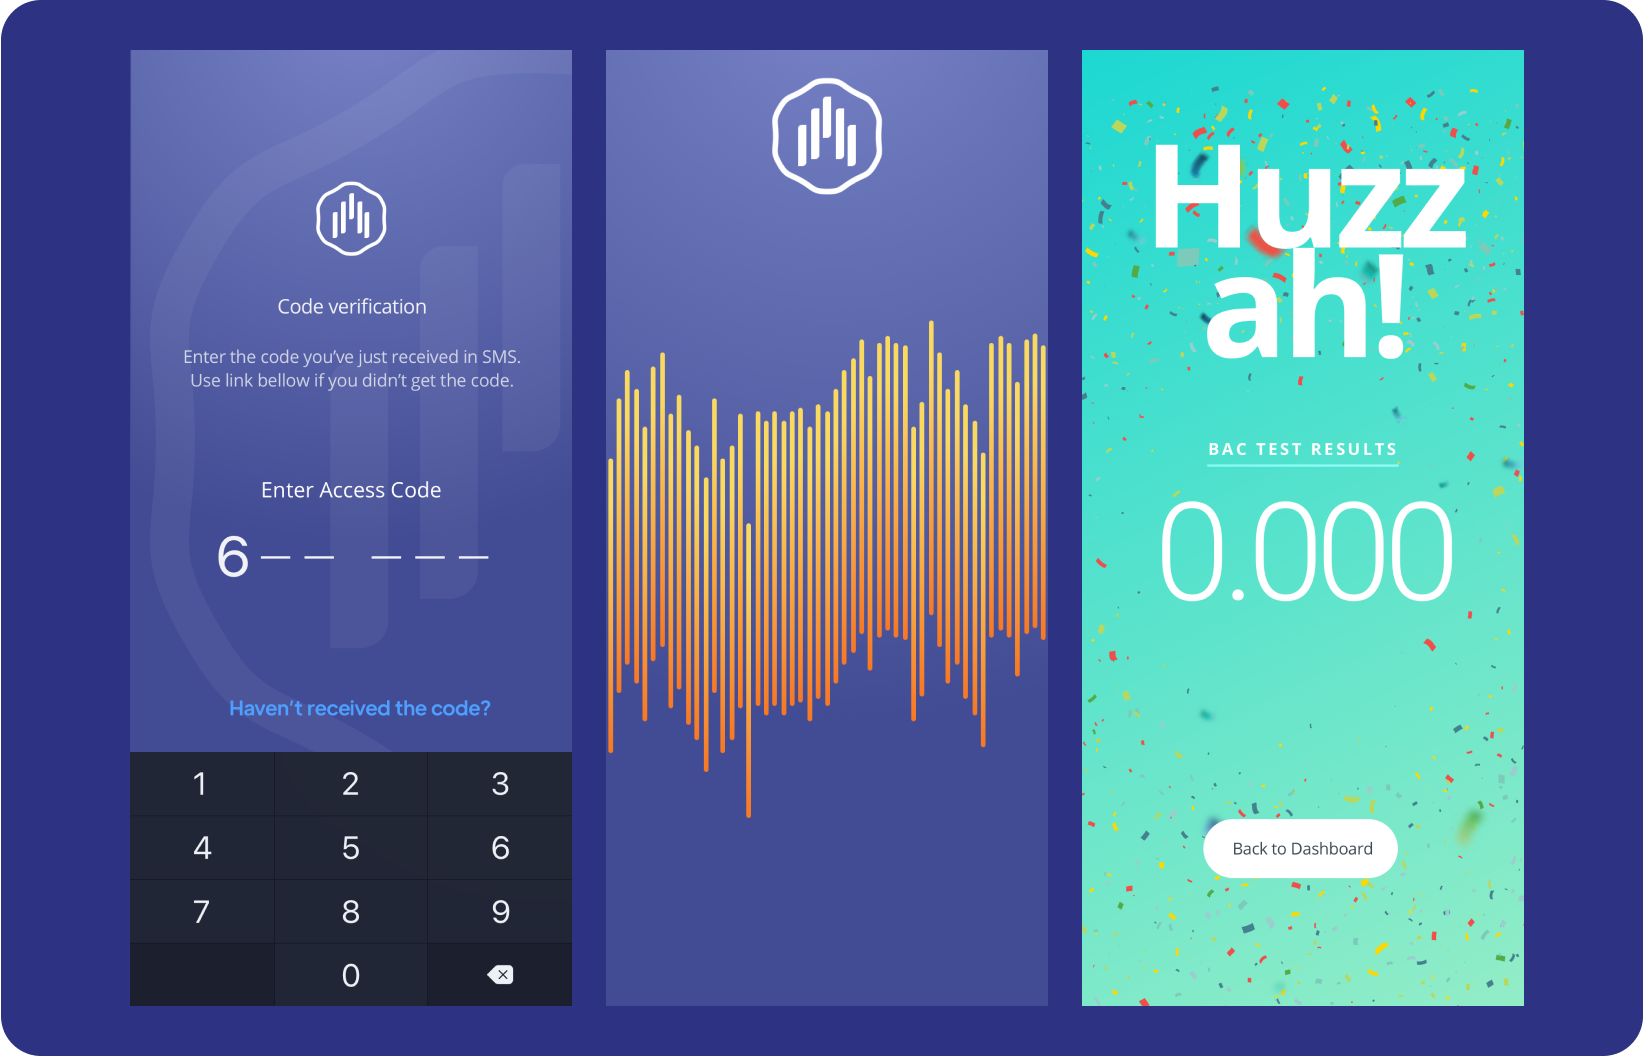 Code verification
Enter the code you’ve just received in SMS.
Use link bellow if you didn’t get the code.
Enter Access Code
6
Haven’t received the code?
1 2 3
4 5 6
7 8 9
0
Huzz
ah!
BAC TEST RESULTS
0.000
Back to Dashboard